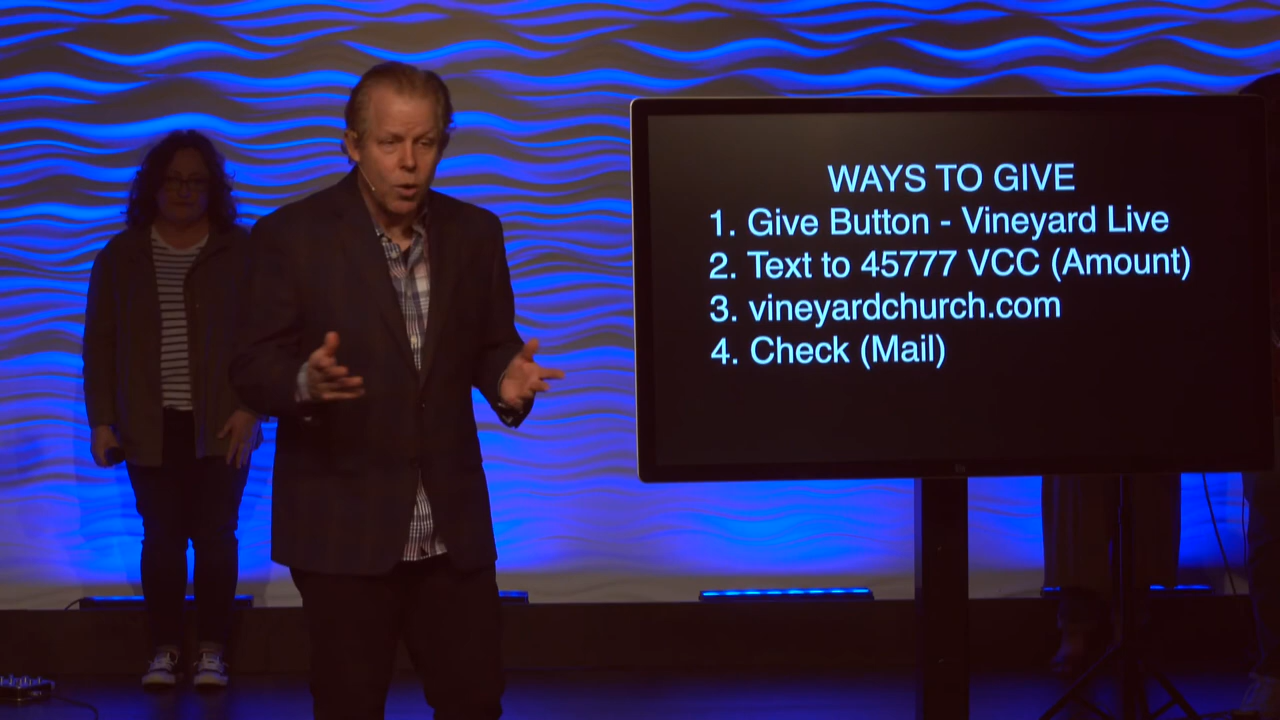 WAYS TO GIVE
1. Give Button - Vineyard Live
2. Text to 45777 VCC (Amount)
3. vineyardchurch.com
4. Check (Mail)